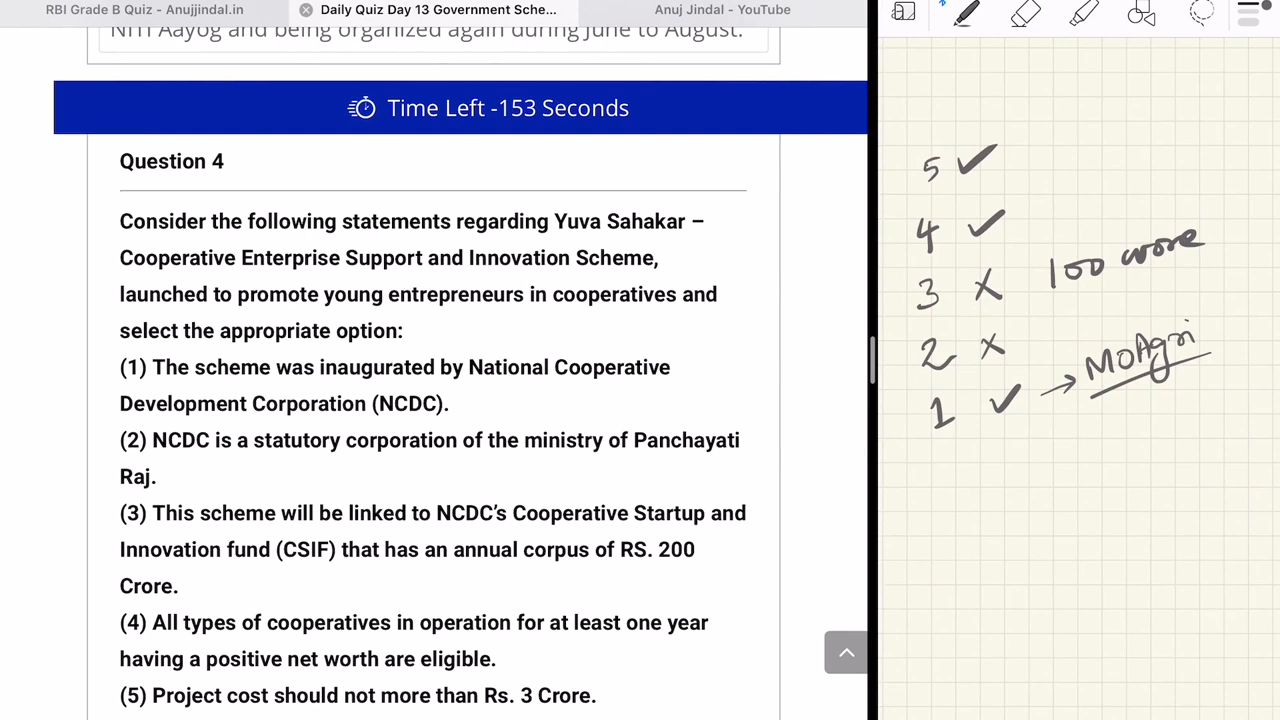 RBI Grade B Quiz - Anujjindal.in
Daily Quiz Day 13 Government Sche...
Anuj Jindal - YouTube
NITI Aayog and being organized again during June to August.
Time Left -153 Seconds
Question 4
Consider the following statements regarding Yuva Sahakar –
Cooperative Enterprise Support and Innovation Scheme,
launched to promote young entrepreneurs in cooperatives and
select the appropriate option:
(1) The scheme was inaugurated by National Cooperative
Development Corporation (NCDC).
(2) NCDC is a statutory corporation of the ministry of Panchayati
Raj.
(3) This scheme will be linked to NCDC’s Cooperative Startup and
Innovation fund (CSIF) that has an annual corpus of RS. 200
Crore.
(4) All types of cooperatives in operation for at least one year
having a positive net worth are eligible.
(5) Project cost should not more than Rs. 3 Crore.
5 ✓
4 ✓
3 ✗ 100 crore
2 ✗
1 ✓ → MOAgri